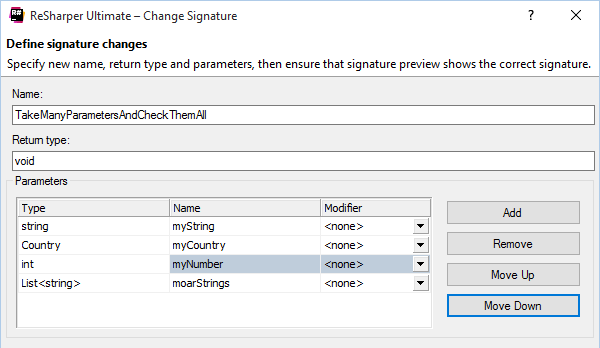 R#
ReSharper Ultimate – Change Signature
Define signature changes
Specify new name, return type and parameters, then ensure that signature preview shows the correct signature.
Name:
TakeManyParametersAndCheckThemAll
Return type:
void
Parameters
Type Name Modifier
string myString <none>
Country myCountry <none>
int myNumber <none>
List<string> moarStrings <none>
Add
Remove
Move Up
Move Down